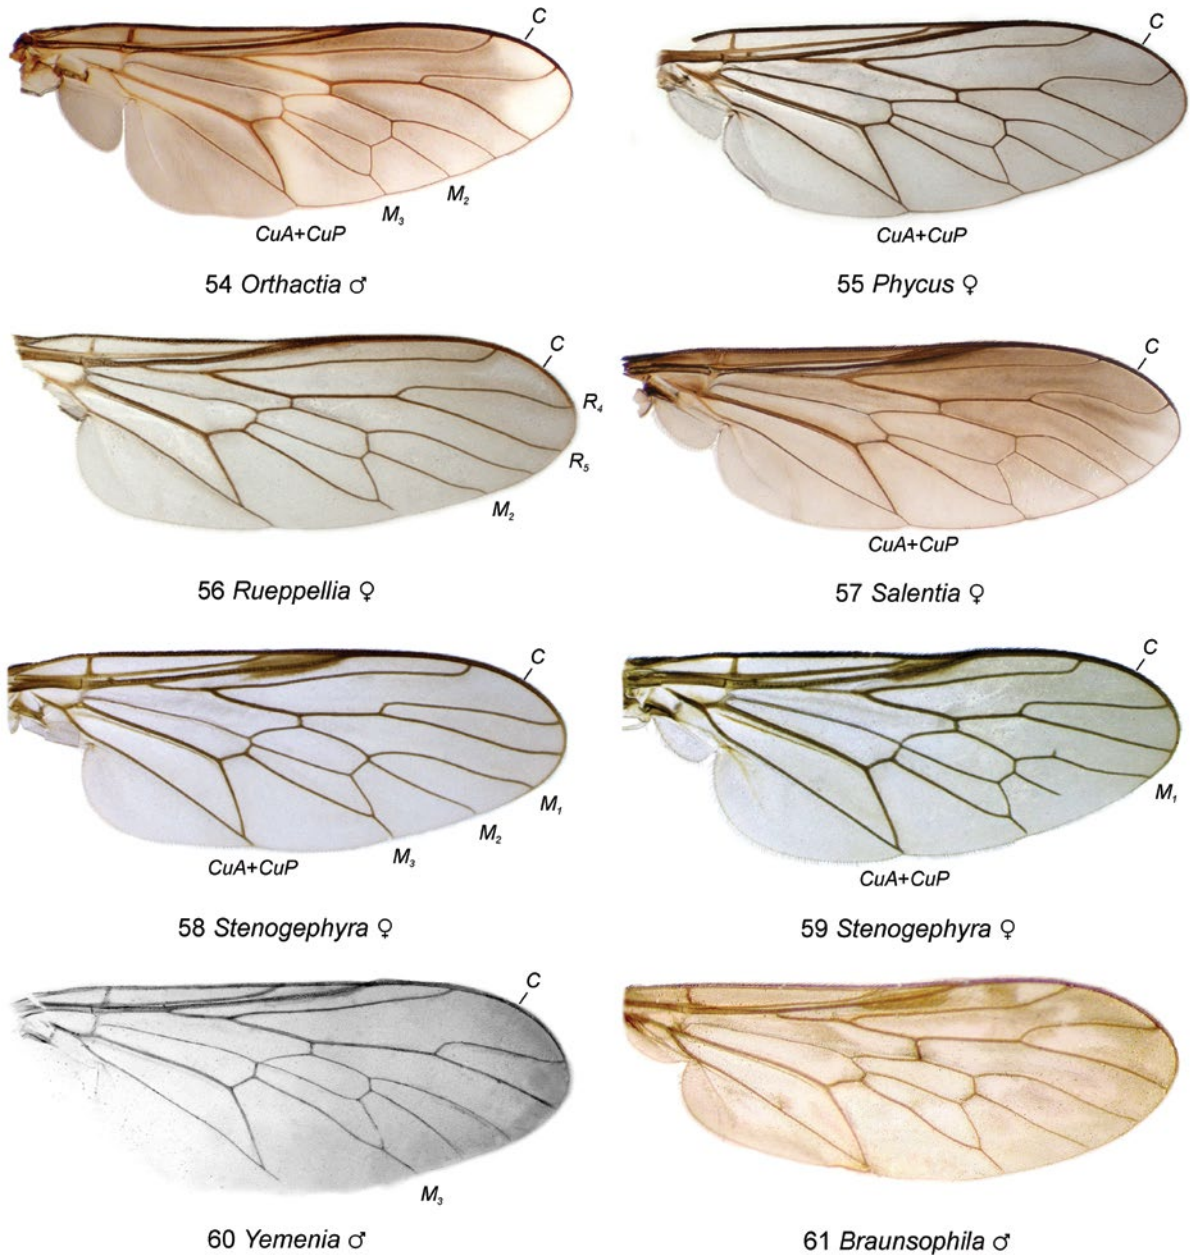 C
M2
M3
CuA+CuP
54 Orthactia ♂
C
CuA+CuP
55 Phycus ♀
C
R4
R5
M2
56 Rueppellia ♀
C
CuA+CuP
57 Salentia ♀
C
M1
M2
M3
CuA+CuP
58 Stenogephyra ♀
C
M1
CuA+CuP
59 Stenogephyra ♀
C
M3
60 Yemenia ♂
61 Braunsophila ♂